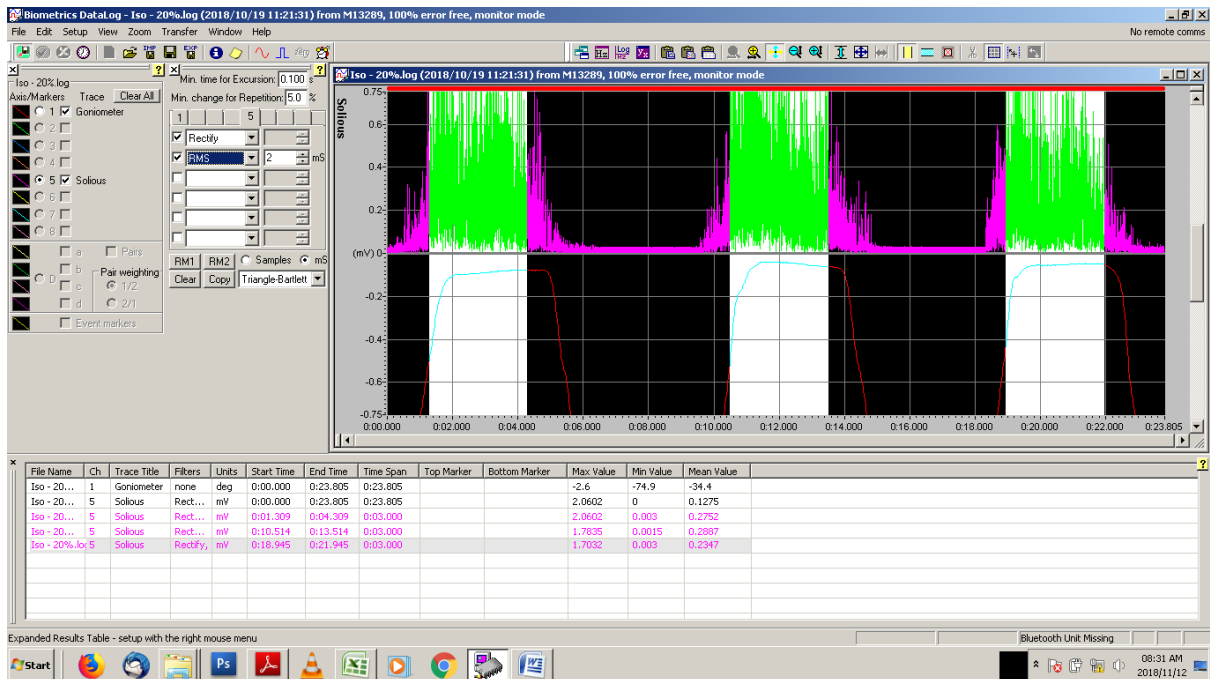 Biometrics DataLog - Iso - 20%.log (2018/10/19 11:21:31) from M13289, 100% error free, monitor mode
File Edit Setup View Zoom Transfer Window Help
No remote comms
Iso - 20%.log
Axis/Markers Trace Clear All
1 Goniometer
2
3
4
5 Solious
6
7
8
a Pairs
b Pair weighting
D c 1/2
d 2/1
Event markers
Min. time for Excursion: 0.100 s
Min. change for Repetition: 5.0 %
1 5
Rectify
RMS 2 mS
RM1 RM2 Samples mS
Clear Copy Triangle-Bartlett
Iso - 20%.log (2018/10/19 11:21:31) from M13289, 100% error free, monitor mode
Solious
0.75
0.6
0.4
0.2
(mV) 0
-0.2
-0.4
-0.6
-0.75
0:00.000 0:02.000 0:04.000 0:06.000 0:08.000 0:10.000 0:12.000 0:14.000 0:16.000 0:18.000 0:20.000 0:22.000 0:23.805
File Name Ch Trace Title Filters Units Start Time End Time Time Span Top Marker Bottom Marker Max Value Min Value Mean Value
Iso - 20... 1 Goniometer none deg 0:00.000 0:23.805 0:23.805 -2.6 -74.9 -34.4
Iso - 20... 5 Solious Rect... mV 0:00.000 0:23.805 0:23.805 2.0602 0 0.1275
Iso - 20... 5 Solious Rect... mV 0:01.309 0:04.309 0:03.000 2.0602 0.003 0.2752
Iso - 20... 5 Solious Rect... mV 0:10.514 0:13.514 0:03.000 1.7835 0.0015 0.2887
Iso - 20%.loc 5 Solious Rectify, mV 0:18.945 0:21.945 0:03.000 1.7032 0.003 0.2347
Expanded Results Table - setup with the right mouse menu
Bluetooth Unit Missing
Start
Ps
08:31 AM
2018/11/12